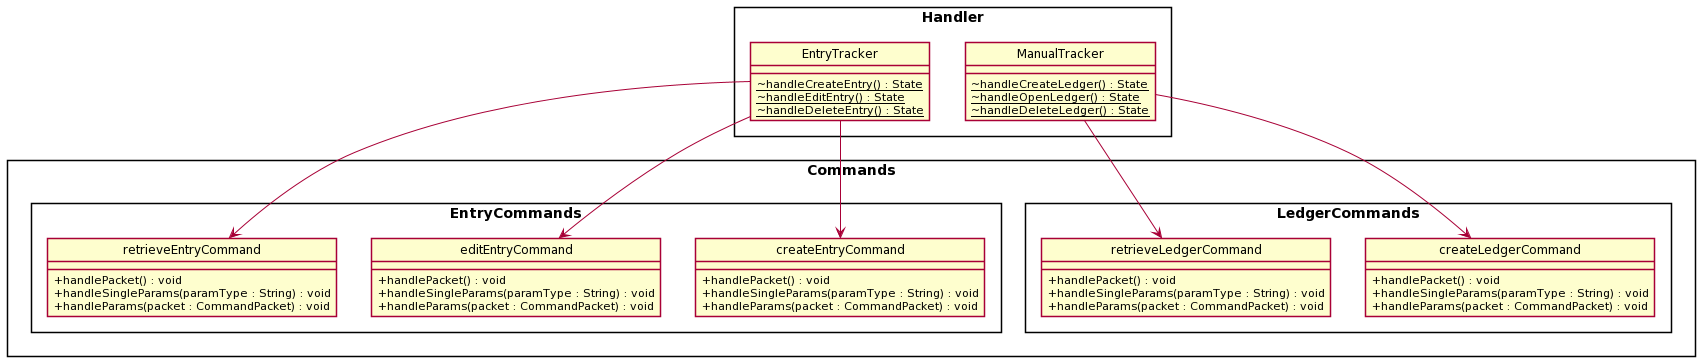 Handler
EntryTracker
~handleCreateEntry() : State
~handleEditEntry() : State
~handleDeleteEntry() : State
ManualTracker
~handleCreateLedger() : State
~handleOpenLedger() : State
~handleDeleteLedger() : State
Commands
EntryCommands
retrieveEntryCommand
+handlePacket() : void
+handleSingleParams(paramType : String) : void
+handleParams(packet : CommandPacket) : void
editEntryCommand
+handlePacket() : void
+handleSingleParams(paramType : String) : void
+handleParams(packet : CommandPacket) : void
createEntryCommand
+handlePacket() : void
+handleSingleParams(paramType : String) : void
+handleParams(packet : CommandPacket) : void
LedgerCommands
retrieveLedgerCommand
+handlePacket() : void
+handleSingleParams(paramType : String) : void
+handleParams(packet : CommandPacket) : void
createLedgerCommand
+handlePacket() : void
+handleSingleParams(paramType : String) : void
+handleParams(packet : CommandPacket) : void